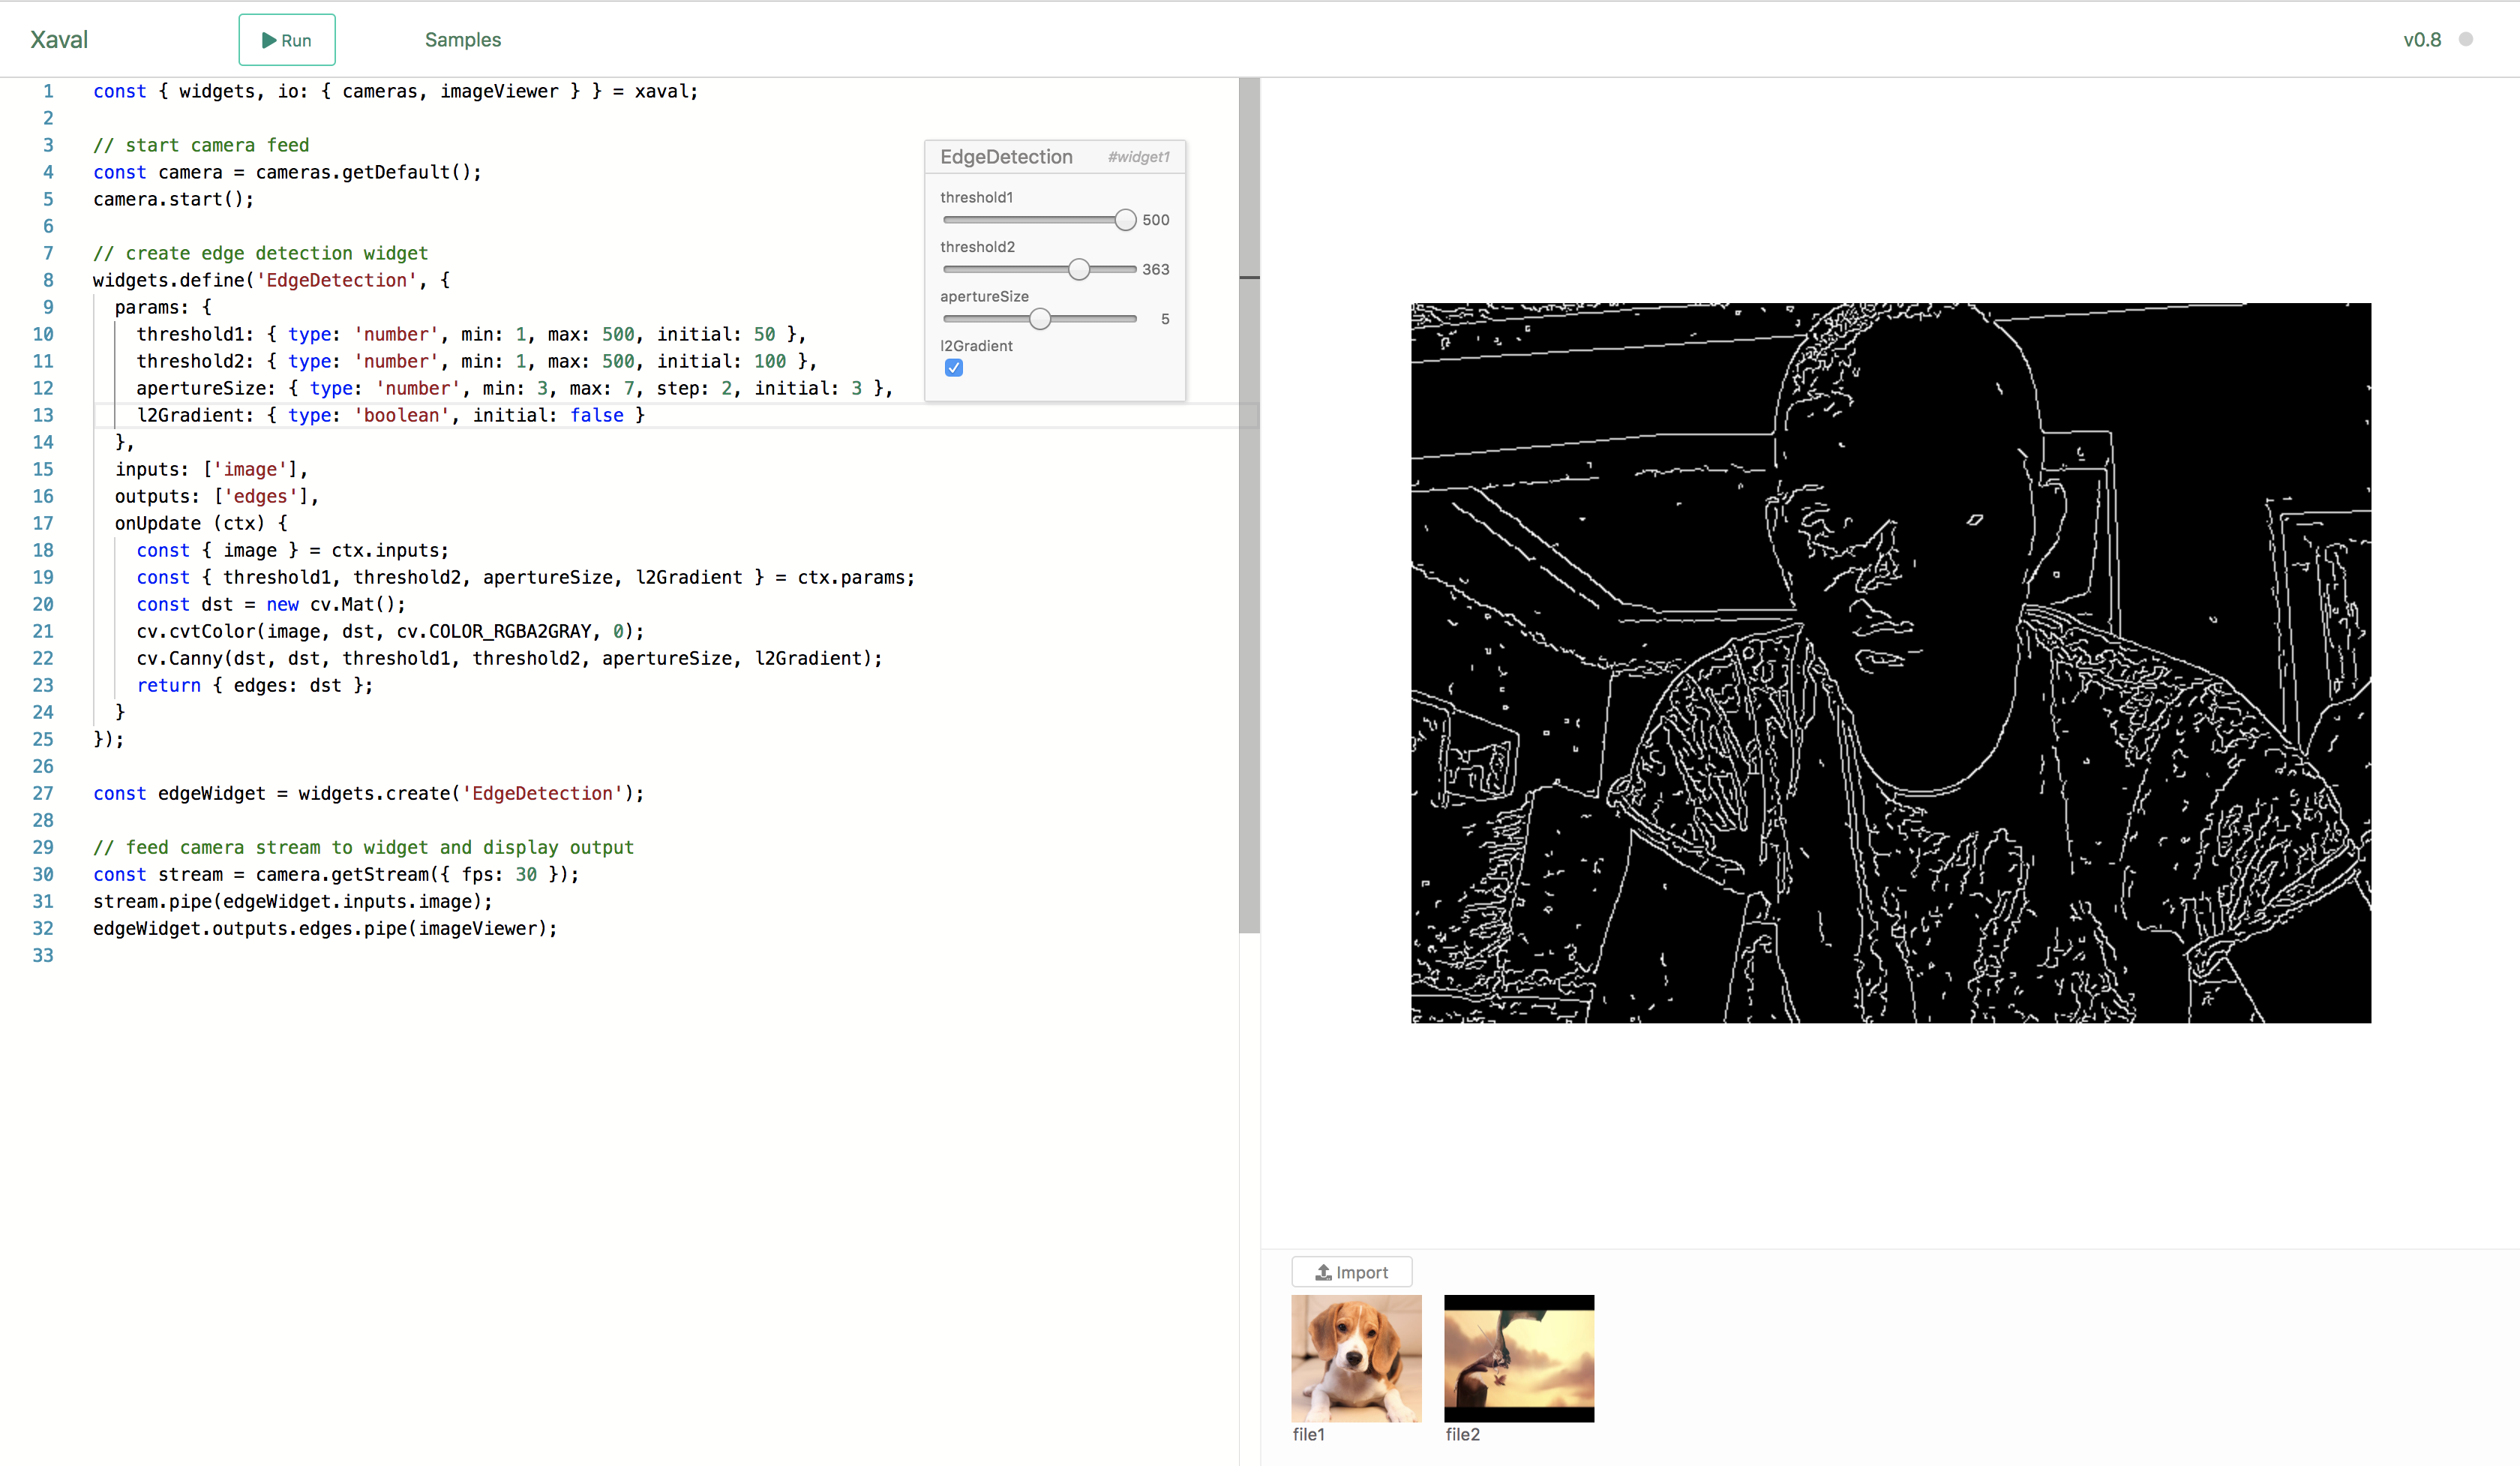 Xaval
Run
Samples
v0.8
1 const { widgets, io: { cameras, imageViewer } } = xaval;
2
3 // start camera feed
4 const camera = cameras.getDefault();
5 camera.start();
6
7 // create edge detection widget
8 widgets.define('EdgeDetection', {
9 params: {
10 threshold1: { type: 'number', min: 1, max: 500, initial: 50 },
11 threshold2: { type: 'number', min: 1, max: 500, initial: 100 },
12 apertureSize: { type: 'number', min: 3, max: 7, step: 2, initial: 3 },
13 l2Gradient: { type: 'boolean', initial: false }
14 },
15 inputs: ['image'],
16 outputs: ['edges'],
17 onUpdate (ctx) {
18 const { image } = ctx.inputs;
19 const { threshold1, threshold2, apertureSize, l2Gradient } = ctx.params;
20 const dst = new cv.Mat();
21 cv.cvtColor(image, dst, cv.COLOR_RGBA2GRAY, 0);
22 cv.Canny(dst, dst, threshold1, threshold2, apertureSize, l2Gradient);
23 return { edges: dst };
24 }
25 });
26
27 const edgeWidget = widgets.create('EdgeDetection');
28
29 // feed camera stream to widget and display output
30 const stream = camera.getStream({ fps: 30 });
31 stream.pipe(edgeWidget.inputs.image);
32 edgeWidget.outputs.edges.pipe(imageViewer);
33
EdgeDetection #widget1
threshold1
500
threshold2
363
apertureSize
5
l2Gradient
Import
file1
file2